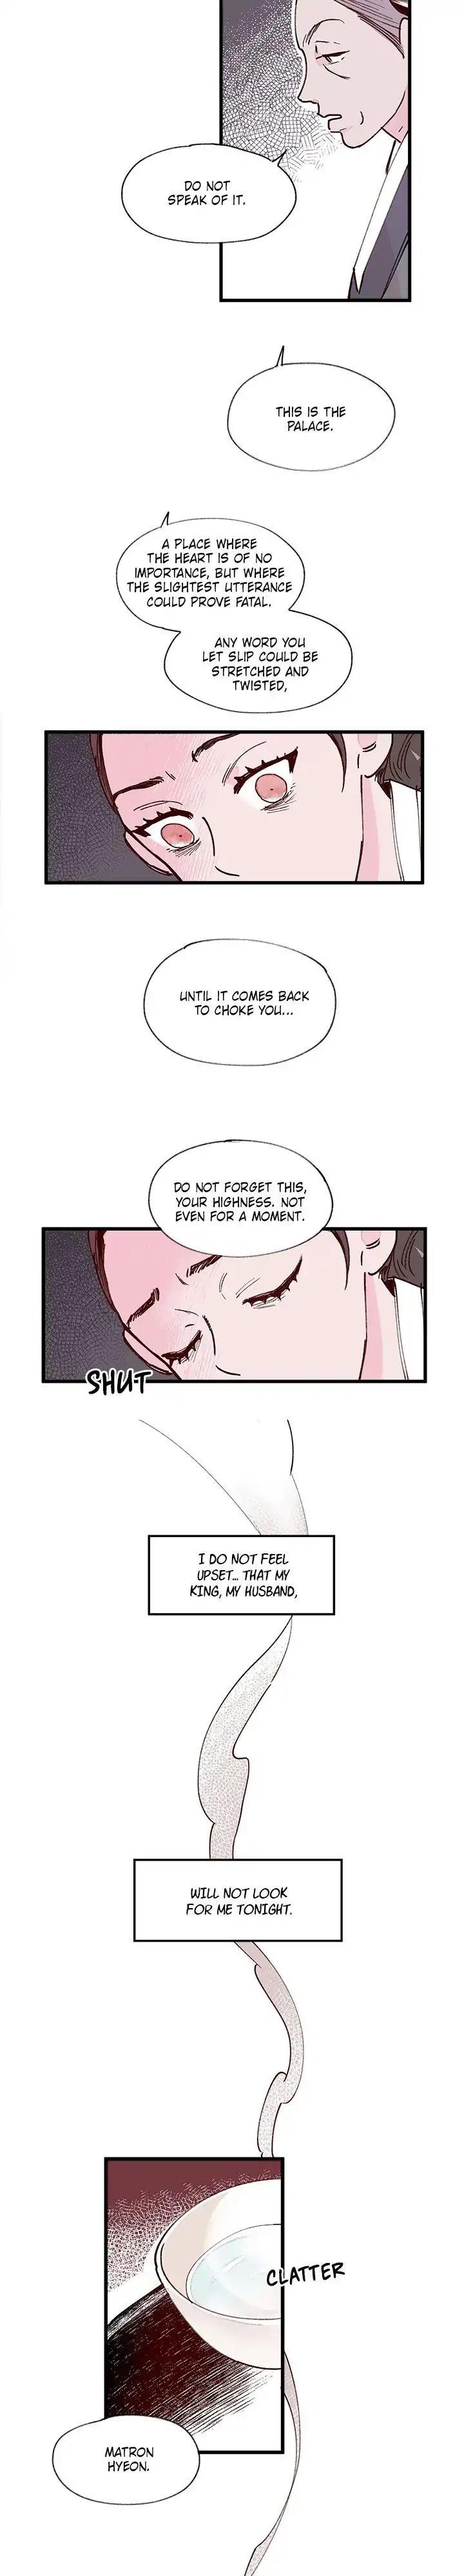 DO NOT
SPEAK OF IT.
THIS IS THE
PALACE.
A PLACE WHERE
THE HEART IS OF NO
IMPORTANCE, BUT WHERE
THE SLIGHTEST UTTERANCE
COULD PROVE FATAL.
ANY WORD YOU
LET SLIP COULD BE
STRETCHED AND
TWISTED,
UNTIL IT COMES BACK
TO CHOKE YOU...
DO NOT FORGET THIS,
YOUR HIGHNESS. NOT
EVEN FOR A MOMENT.
SHUT
I DO NOT FEEL
UPSET... THAT MY
KING, MY HUSBAND,
WILL NOT LOOK
FOR ME TONIGHT.
CLATTER
MATRON
HYEON.